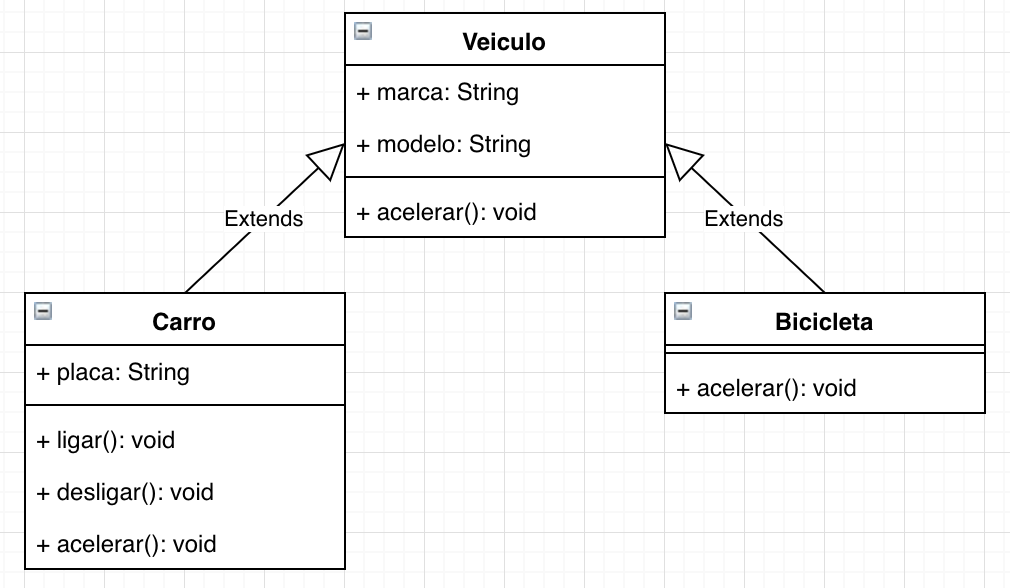 Veiculo
+ marca: String
+ modelo: String
+ acelerar(): void
Extends
Extends
Carro
+ placa: String
+ ligar(): void
+ desligar(): void
+ acelerar(): void
Bicicleta
+ acelerar(): void